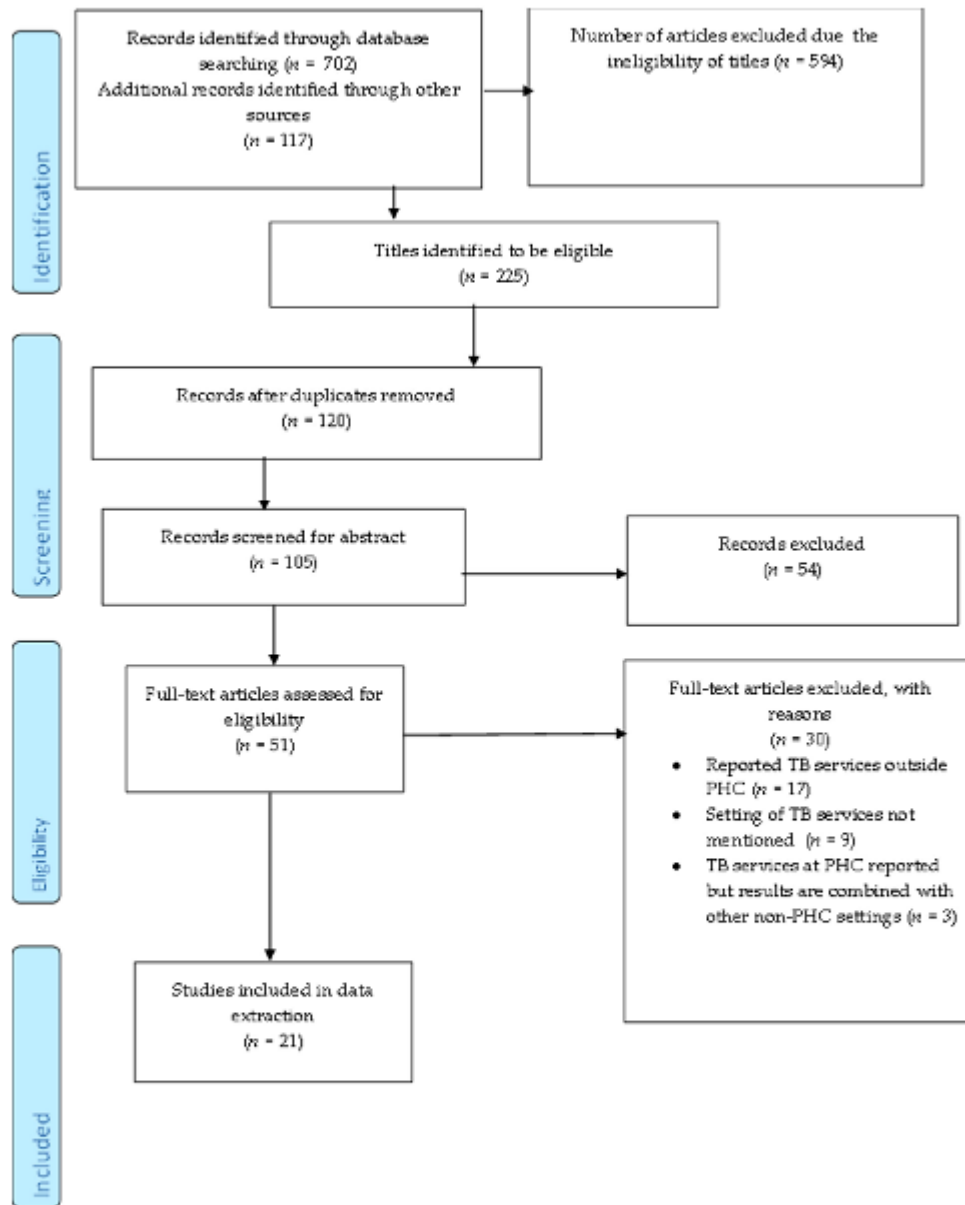 Identification
Records identified through database
searching (n = 702)
Additional records identified through other
sources
(n = 117)
Number of articles excluded due the
ineligibility of titles (n = 594)
Titles identified to be eligible
(n = 225)
Screening
Records after duplicates removed
(n = 120)
Records screened for abstract
(n = 105)
Records excluded
(n = 54)
Eligibility
Full-text articles assessed for
eligibility
(n = 51)
Full-text articles excluded, with
reasons
(n = 30)
• Reported TB services outside
PHC (n = 17)
• Setting of TB services not
mentioned (n = 9)
• TB services at PHC reported
but results are combined with
other non-PHC settings (n = 3)
Included
Studies included in data
extraction
(n = 21)